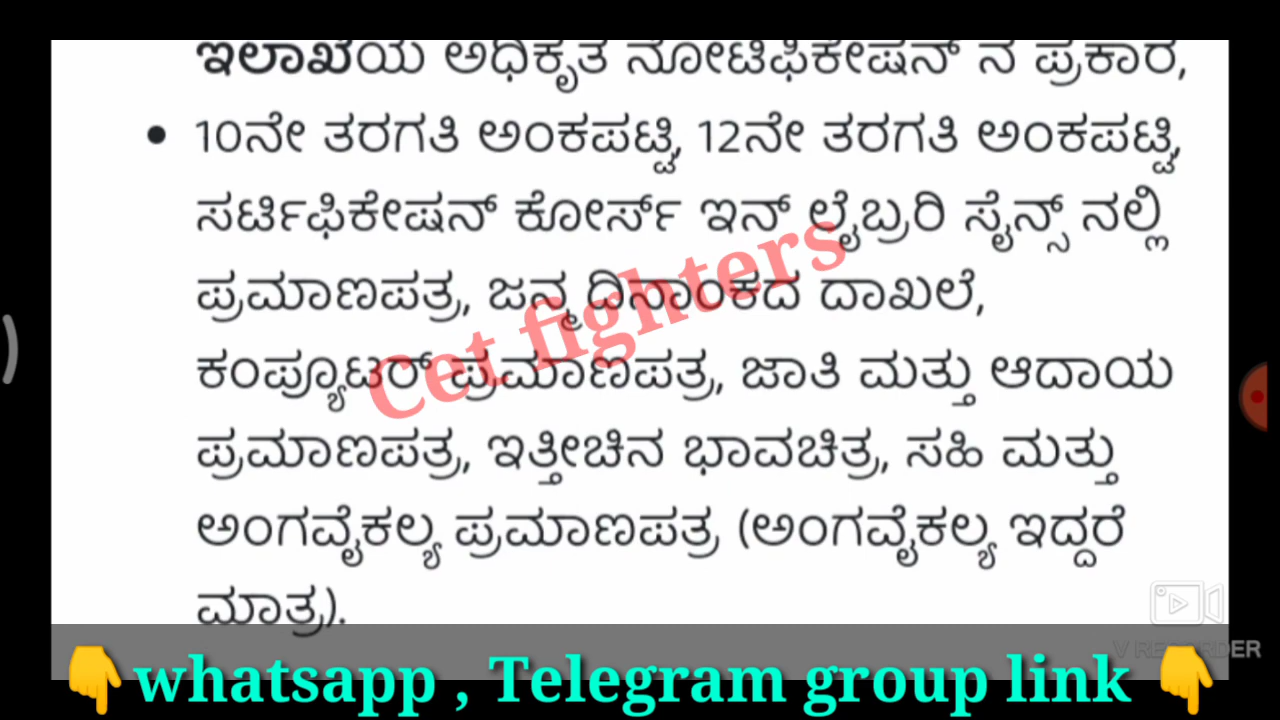 ಇಲಾಖೆಯ ಅಧಿಕೃತ ನೋಟಿಫಿಕೇಷನ್ ನ ಪ್ರಕಾರ,
• 10ನೇ ತರಗತಿ ಅಂಕಪಟ್ಟಿ, 12ನೇ ತರಗತಿ ಅಂಕಪಟ್ಟಿ,
ಸರ್ಟಿಫಿಕೇಷನ್ ಕೋರ್ಸ್ ಇನ್ ಲೈಬ್ರರಿ ಸೈನ್ಸ್ ನಲ್ಲಿ
ಪ್ರಮಾಣಪತ್ರ, ಜನ್ಮ ದಿನಾಂಕದ ದಾಖಲೆ,
ಕಂಪ್ಯೂಟರ್ ಪ್ರಮಾಣಪತ್ರ, ಜಾತಿ ಮತ್ತು ಆದಾಯ
ಪ್ರಮಾಣಪತ್ರ, ಇತ್ತೀಚಿನ ಭಾವಚಿತ್ರ, ಸಹಿ ಮತ್ತು
ಅಂಗವೈಕಲ್ಯ ಪ್ರಮಾಣಪತ್ರ (ಅಂಗವೈಕಲ್ಯ ಇದ್ದರೆ
ಮಾತ್ರ).
Cet fighters
V RECORDER
👇whatsapp , Telegram group link 👇